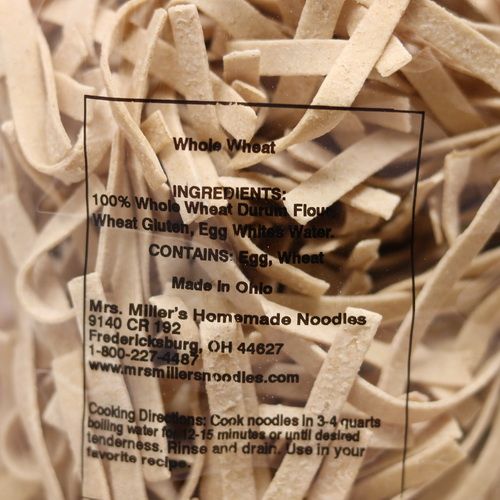 Whole Wheat
INGREDIENTS:
100% Whole Wheat Durum Flour,
Wheat Gluten, Egg Whites Water.
CONTAINS: Egg, Wheat
Made in Ohio
Mrs. Miller's Homemade Noodles
9140 CR 192
Fredericksburg, OH 44627
1-800-227-4487
www.mrsmillersnoodles.com
Cooking Directions: Cook noodles in 3-4 quarts
boiling water for 12-15 minutes or until desired
tenderness. Rinse and drain. Use in your
favorite recipe.